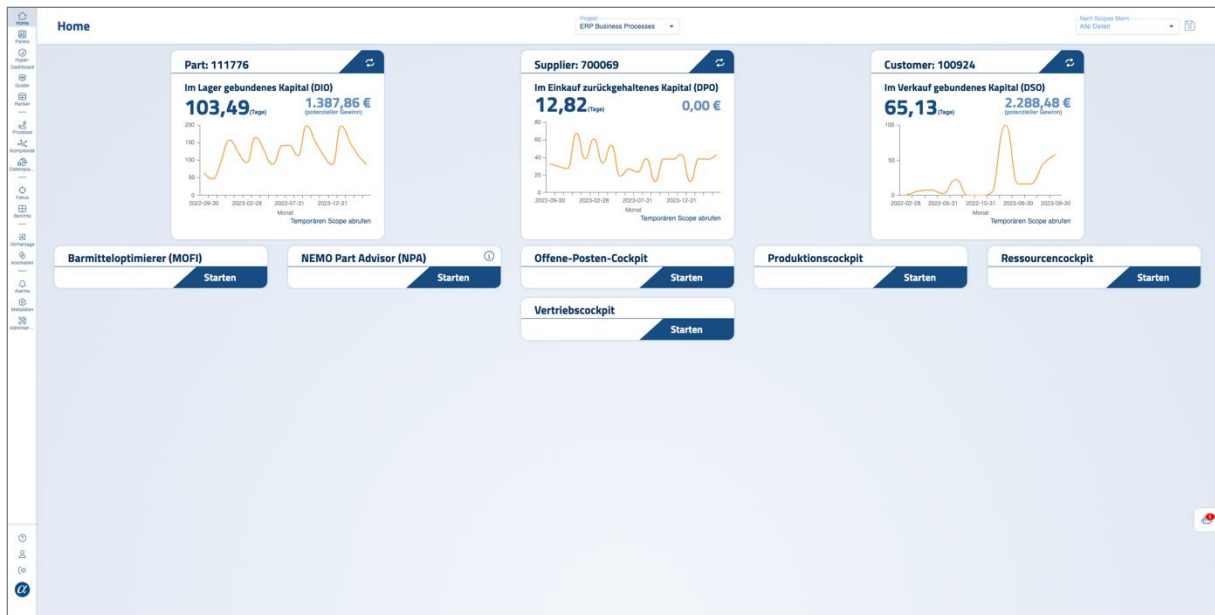 Home
Panels
Hyper-
Dashboard
Cluster
Pivot
Prozesse
Komplexität
Datenqua...
Fokus
Berichte
Vorhersage
Anomalien
Alarme
Metadaten
Administ...
Home
Projekt
ERP Business Processes
Nach Scopes filtern
Alle Daten
Part: 111776
Im Lager gebundenes Kapital (DIO)
103,49 (Tage)
1.387,86 €
(potenzieller Gewinn)
200
150
100
50
0
2022-09-30 2023-02-28 2023-07-31 2023-12-31
Monat
Temporären Scope abrufen
Supplier: 700069
Im Einkauf zurückgehaltenes Kapital (DPO)
12,82 (Tage)
0,00 €
80
60
40
20
0
2022-09-30 2023-02-28 2023-07-31 2023-12-31
Monat
Temporären Scope abrufen
Customer: 100924
Im Verkauf gebundenes Kapital (DSO)
65,13 (Tage)
2.288,48 €
(potenzieller Gewinn)
100
50
0
2022-02-28 2022-05-31 2022-10-31 2023-06-30 2023-09-30
Monat
Temporären Scope abrufen
Barmitteloptimierer (MOFI)
Starten
NEMO Part Advisor (NPA)
Starten
Offene-Posten-Cockpit
Starten
Produktionscockpit
Starten
Ressourcencockpit
Starten
Vertriebscockpit
Starten